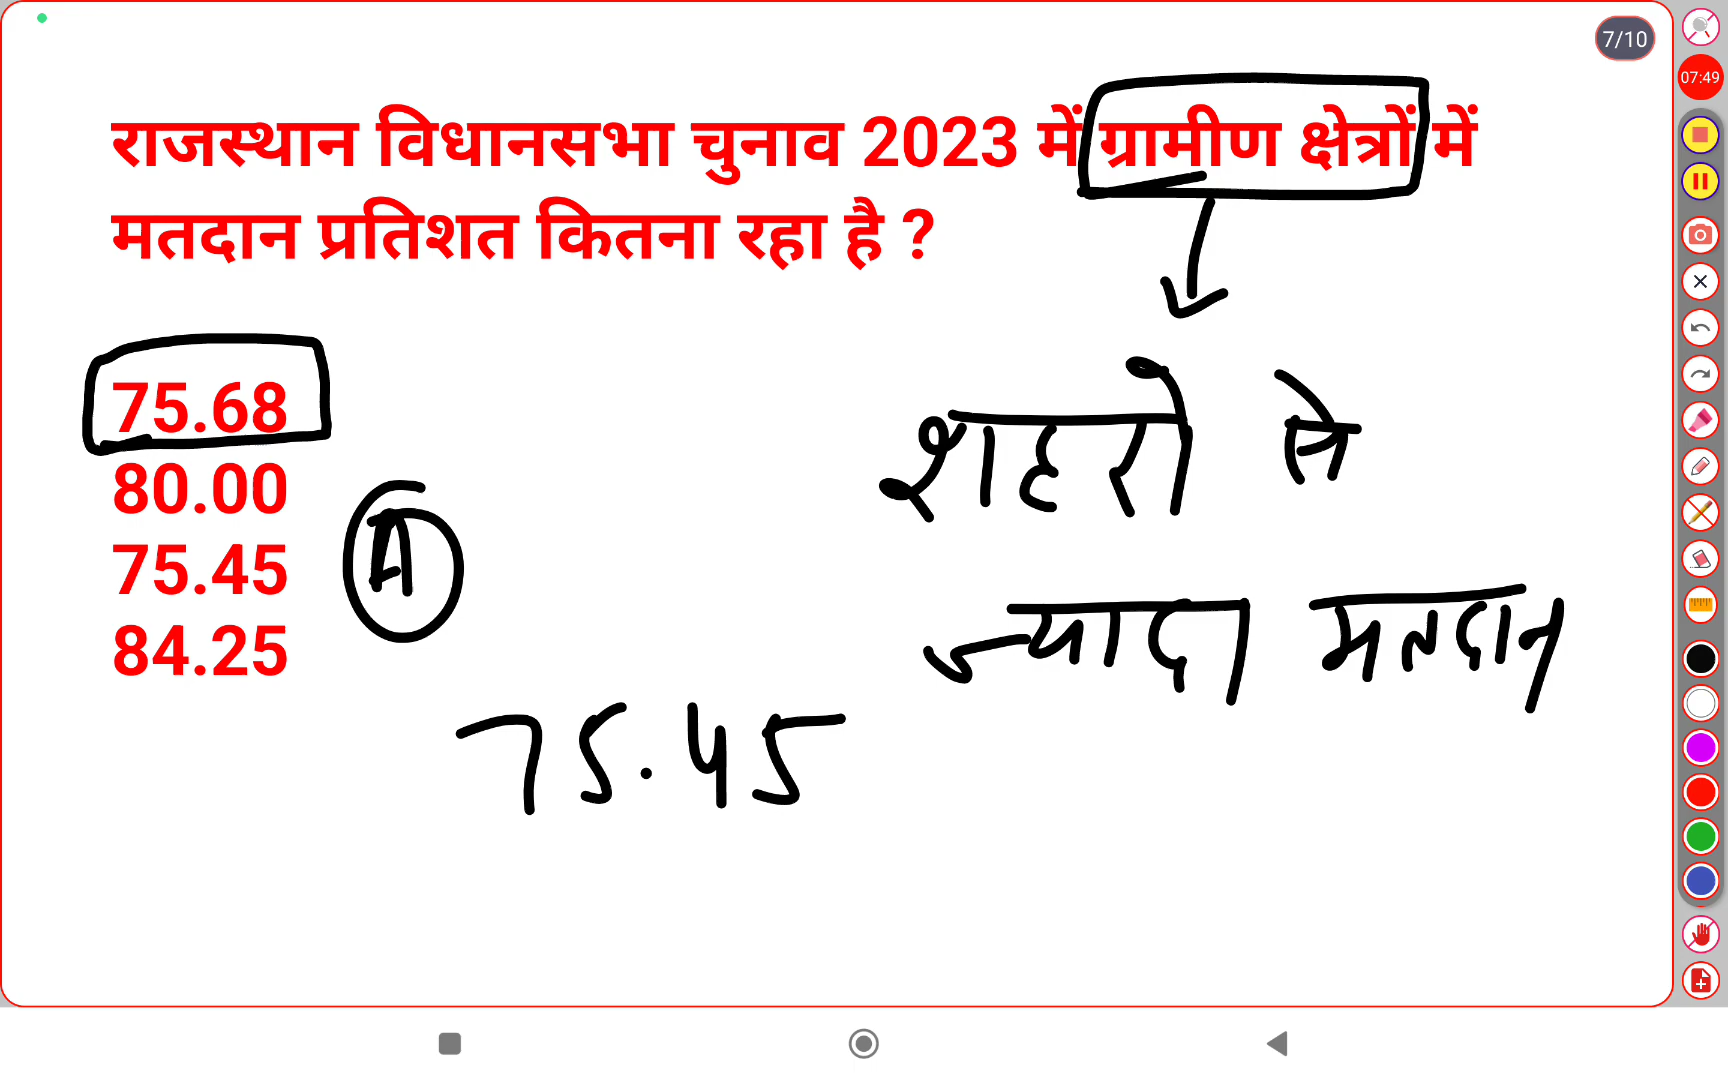 7/10
07:49
राजस्थान विधानसभा चुनाव 2023 में ग्रामीण क्षेत्रों में
मतदान प्रतिशत कितना रहा है ?
75.68
80.00
75.45
84.25
A
शहरो से
ज्यादा मतदान
75.45